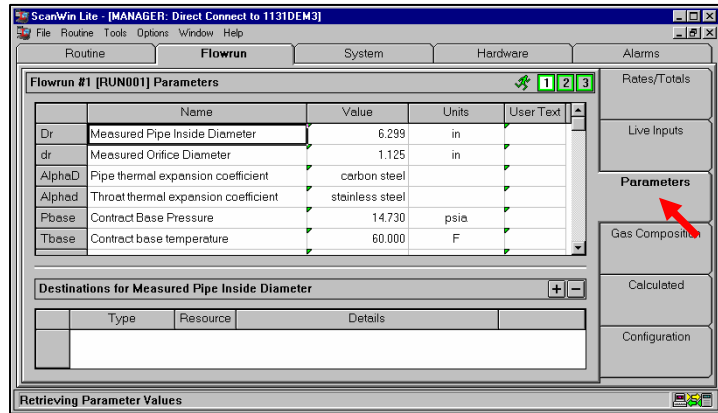 ScanWin Lite - [MANAGER: Direct Connect to 1131DEM3]
File Routine Tools Options Window Help
Routine Flowrun System Hardware Alarms
Flowrun #1 [RUN001] Parameters 1 2 3
Rates/Totals
Live Inputs
Parameters
Gas Composition
Calculated
Configuration
Name Value Units User Text
Dr Measured Pipe Inside Diameter 6.299 in
dr Measured Orifice Diameter 1.125 in
AlphaD Pipe thermal expansion coefficient carbon steel
Alphad Throat thermal expansion coefficient stainless steel
Pbase Contract Base Pressure 14.730 psia
Tbase Contract base temperature 60.000 F
Destinations for Measured Pipe Inside Diameter + -
Type Resource Details
Retrieving Parameter Values